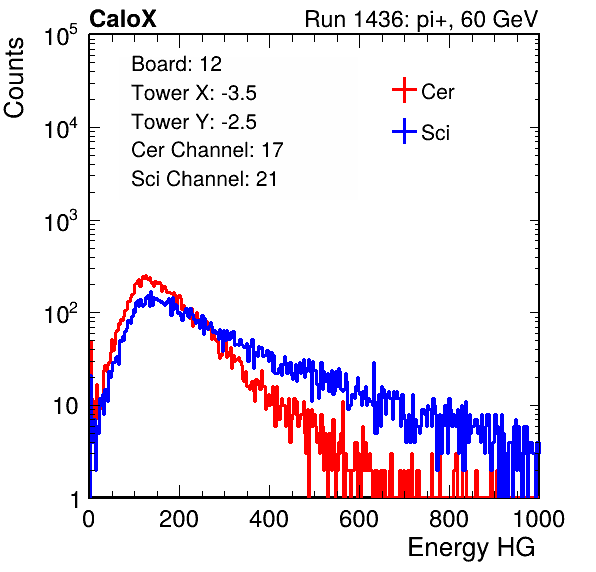 CaloX Run 1436: pi+, 60 GeV
Counts
Board: 12
Tower X: -3.5
Tower Y: -2.5
Cer Channel: 17
Sci Channel: 21
Cer
Sci
10^5
10^4
10^3
10^2
10
1
0 200 400 600 800 1000
Energy HG